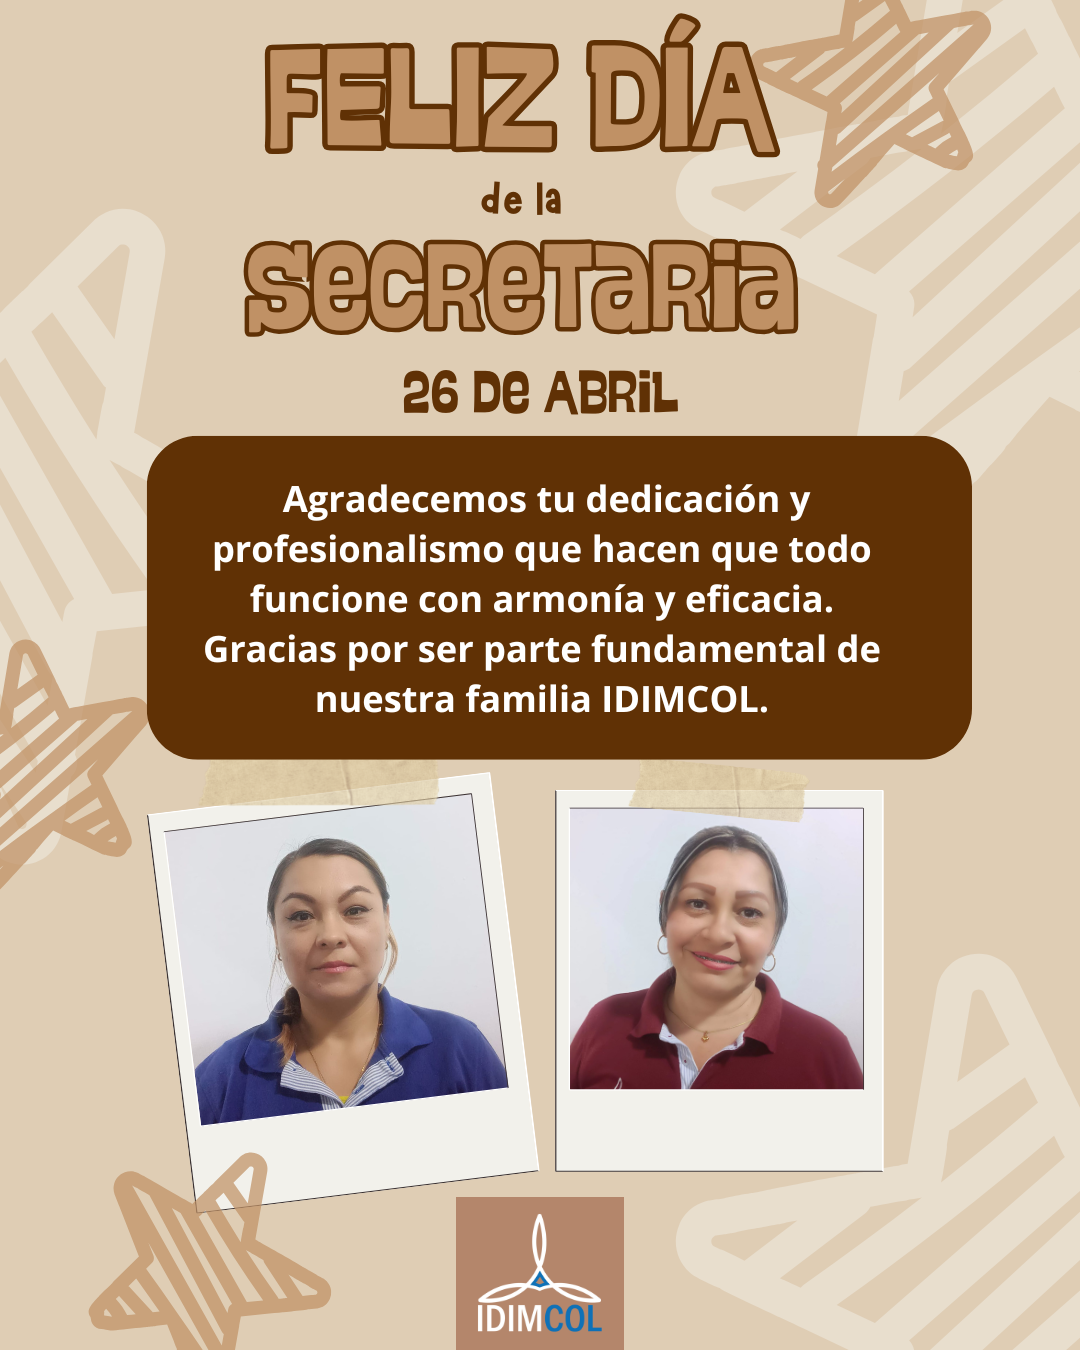 FELIZ DÍA
de la
SECRETARIA
26 DE ABRIL
Agradecemos tu dedicación y
profesionalismo que hacen que todo
funcione con armonía y eficacia.
Gracias por ser parte fundamental de
nuestra familia IDIMCOL.
IDIMCOL